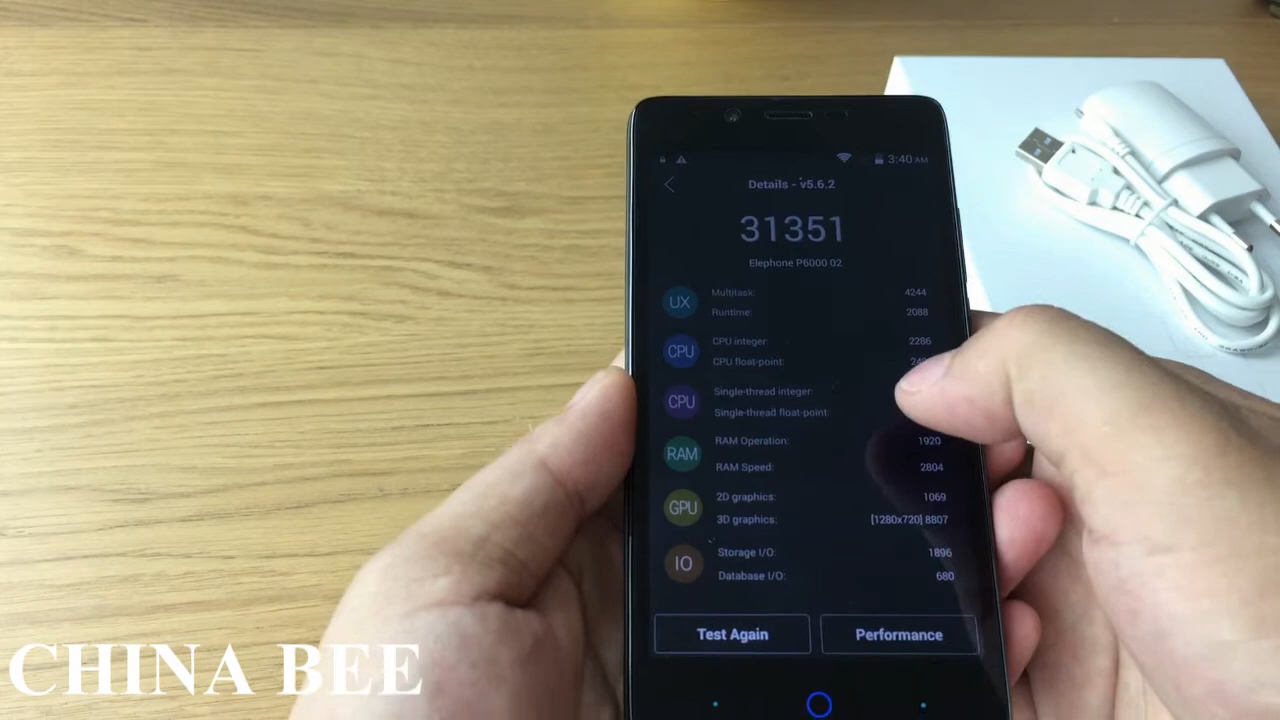 3:40 AM
Details - v5.6.2
31351
Elephone P6000 02
UX
Multitask: 4244
Runtime: 2088
CPU
CPU integer: 2286
CPU float-point:
CPU
Single-thread integer:
Single-thread float-point:
RAM
RAM Operation: 1920
RAM Speed: 2804
GPU
2D graphics: 1069
3D graphics: [1280x720] 8807
IO
Storage I/O: 1896
Database I/O: 680
Test Again Performance
CHINA BEE